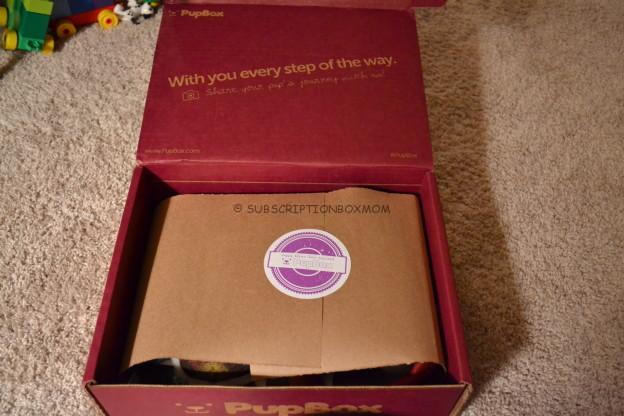 PupBox
With you every step of the way.
Share your pup's journey with us!
www.PupBox.com
#PupBox
© SUBSCRIPTIONBOXMOM
PupBox